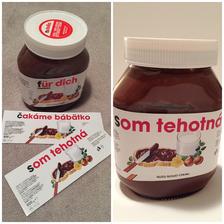 für dich
čakáme bábätko
som tehotná
som tehotná